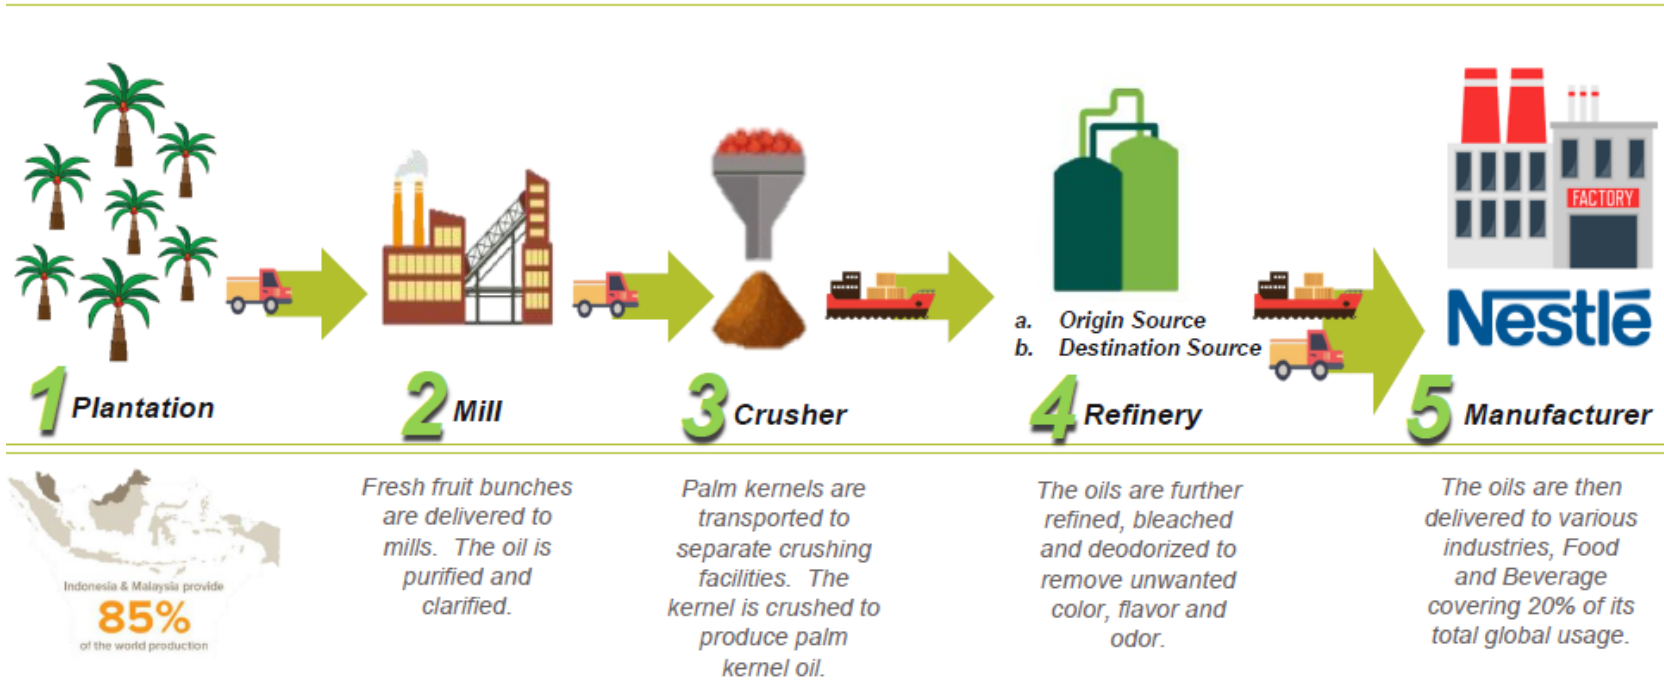 FACTORY
Nestlé
a. Origin Source
b. Destination Source
1 Plantation
2 Mill
3 Crusher
4 Refinery
5 Manufacturer
Indonesia & Malaysia provide
85%
of the world production
Fresh fruit bunches
are delivered to
mills. The oil is
purified and
clarified.
Palm kernels are
transported to
separate crushing
facilities. The
kernel is crushed to
produce palm
kernel oil.
The oils are further
refined, bleached
and deodorized to
remove unwanted
color, flavor and
odor.
The oils are then
delivered to various
industries, Food
and Beverage
covering 20% of its
total global usage.